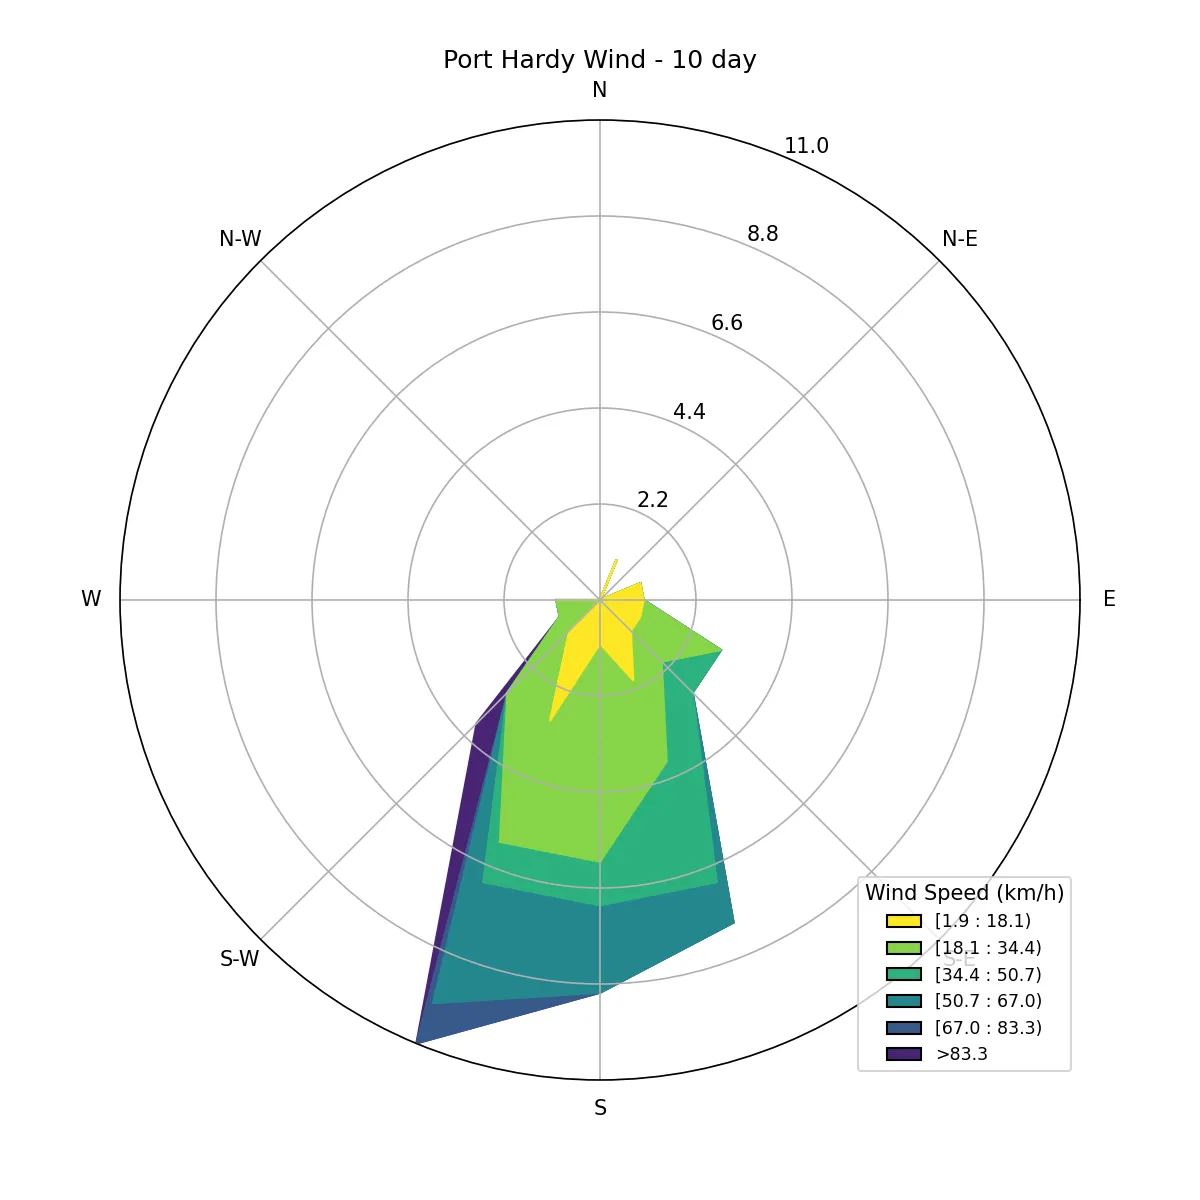 Port Hardy Wind - 10 day
N
11.0
N-W
8.8
N-E
6.6
4.4
2.2
W
E
S-W
S-E
S
Wind Speed (km/h)
[1.9 : 18.1)
[18.1 : 34.4)
[34.4 : 50.7)
[50.7 : 67.0)
[67.0 : 83.3)
>83.3